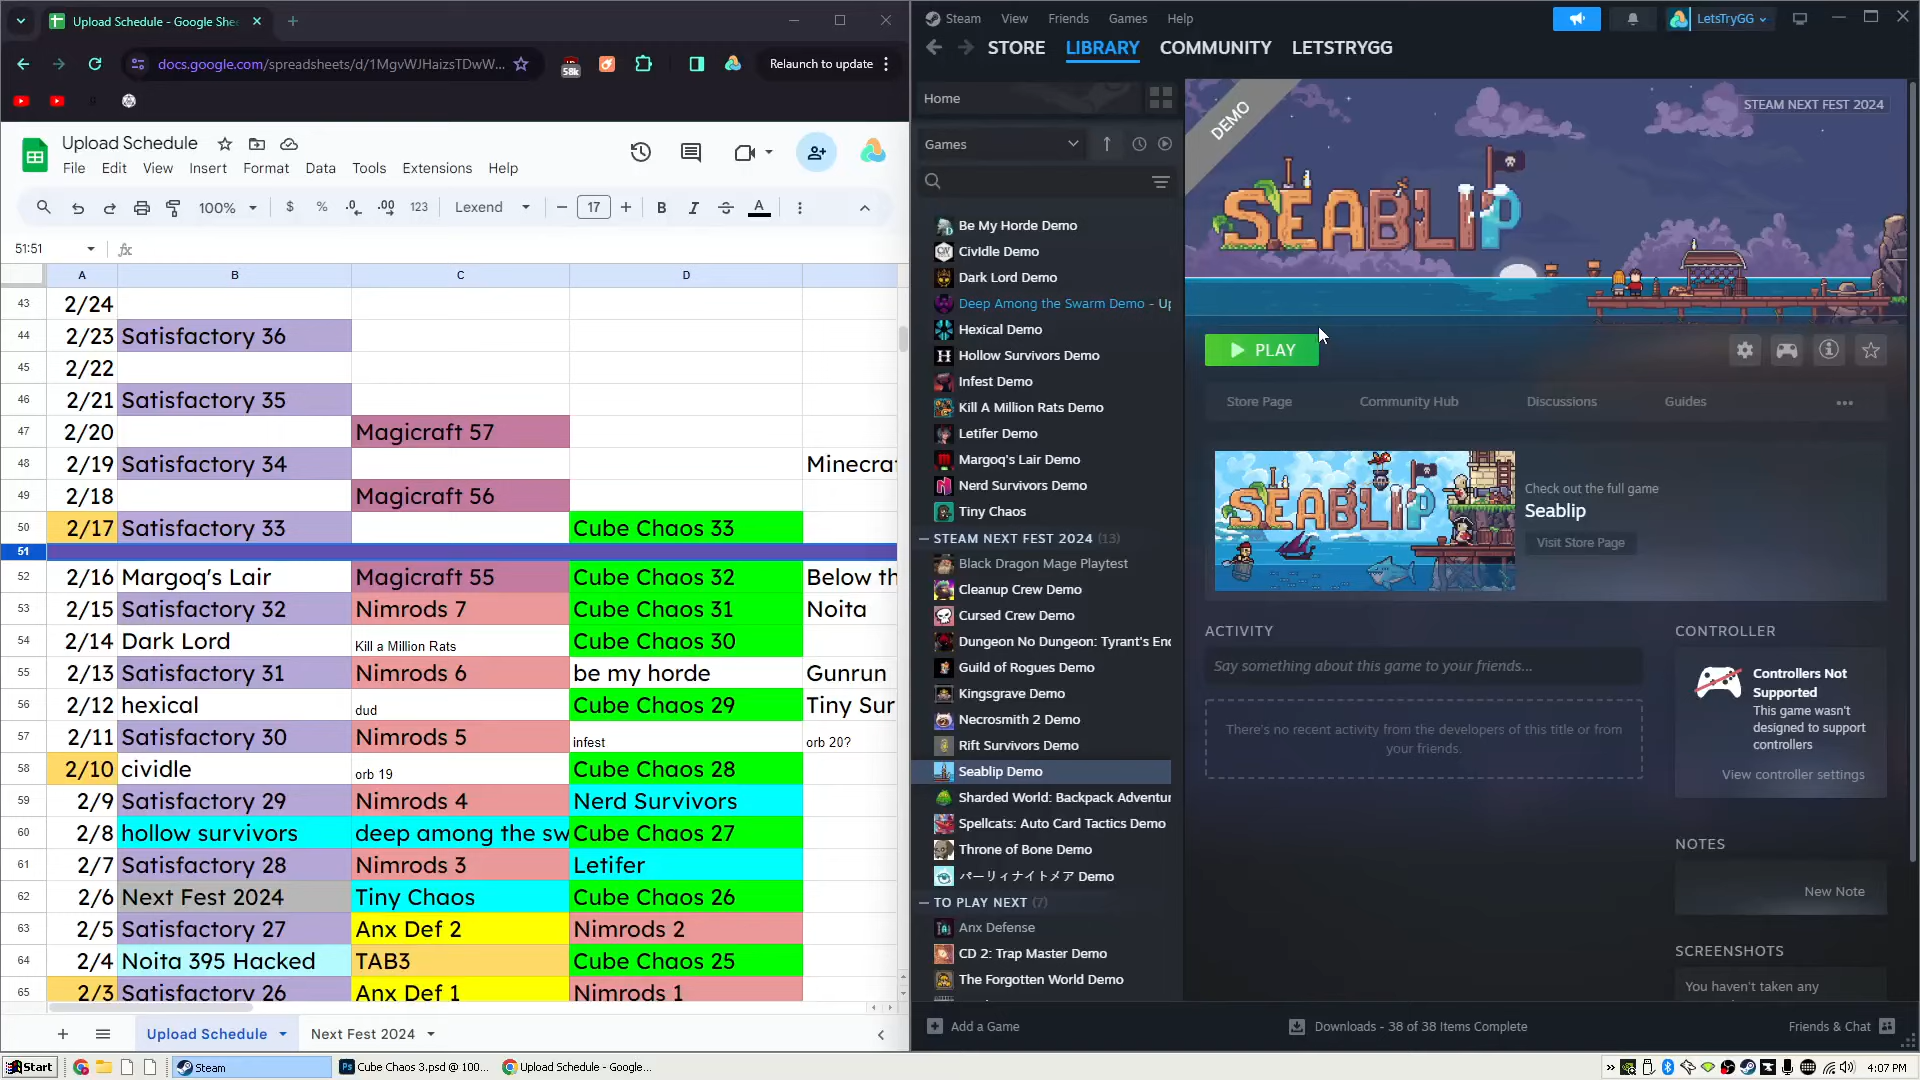 Upload Schedule - Google She
docs.google.com/spreadsheets/d/1MgvWJHaizsTDwW...
58k
Relaunch to update
Upload Schedule
File Edit View Insert Format Data Tools Extensions Help
100% $ % .0 .00 123 Lexend 17 B I A
51:51 fx
A B C D
43 2/24
44 2/23 Satisfactory 36
45 2/22
46 2/21 Satisfactory 35
47 2/20 Magicraft 57
48 2/19 Satisfactory 34 Minecra
49 2/18 Magicraft 56
50 2/17 Satisfactory 33 Cube Chaos 33
51
52 2/16 Margoq's Lair Magicraft 55 Cube Chaos 32 Below th
53 2/15 Satisfactory 32 Nimrods 7 Cube Chaos 31 Noita
54 2/14 Dark Lord Kill a Million Rats Cube Chaos 30
55 2/13 Satisfactory 31 Nimrods 6 be my horde Gunrun
56 2/12 hexical dud Cube Chaos 29 Tiny Sur
57 2/11 Satisfactory 30 Nimrods 5 infest orb 20?
58 2/10 cividle orb 19 Cube Chaos 28
59 2/9 Satisfactory 29 Nimrods 4 Nerd Survivors
60 2/8 hollow survivors deep among the sw Cube Chaos 27
61 2/7 Satisfactory 28 Nimrods 3 Letifer
62 2/6 Next Fest 2024 Tiny Chaos Cube Chaos 26
63 2/5 Satisfactory 27 Anx Def 2 Nimrods 2
64 2/4 Noita 395 Hacked TAB3 Cube Chaos 25
65 2/3 Satisfactory 26 Anx Def 1 Nimrods 1
Upload Schedule Next Fest 2024
Steam View Friends Games Help
LetsTryGG
STORE LIBRARY COMMUNITY LETSTRYGG
Home
Games
Be My Horde Demo
CivIdle Demo
Dark Lord Demo
Deep Among the Swarm Demo - Up
Hexical Demo
Hollow Survivors Demo
Infest Demo
Kill A Million Rats Demo
Letifer Demo
Margoq's Lair Demo
Nerd Survivors Demo
Tiny Chaos
STEAM NEXT FEST 2024 (13)
Black Dragon Mage Playtest
Cleanup Crew Demo
Cursed Crew Demo
Dungeon No Dungeon: Tyrant's End
Guild of Rogues Demo
Kingsgrave Demo
Necrosmith 2 Demo
Rift Survivors Demo
Seablip Demo
Sharded World: Backpack Adventur
Spellcats: Auto Card Tactics Demo
Throne of Bone Demo
パーリィナイトメア Demo
TO PLAY NEXT (7)
Anx Defense
CD 2: Trap Master Demo
The Forgotten World Demo
Add a Game
DEMO
STEAM NEXT FEST 2024
SEABLIP
PLAY
Store Page Community Hub Discussions Guides
SEABLIP
Check out the full game
Seablip
Visit Store Page
ACTIVITY
Say something about this game to your friends...
There's no recent activity from the developers of this title or from
your friends.
CONTROLLER
Controllers Not
Supported
This game wasn't
designed to support
controllers
View controller settings
NOTES
New Note
SCREENSHOTS
You haven't taken any
Downloads - 38 of 38 Items Complete
Friends & Chat
Start
Steam
Ps Cube Chaos 3.psd @ 100...
Upload Schedule - Google...
4:07 PM